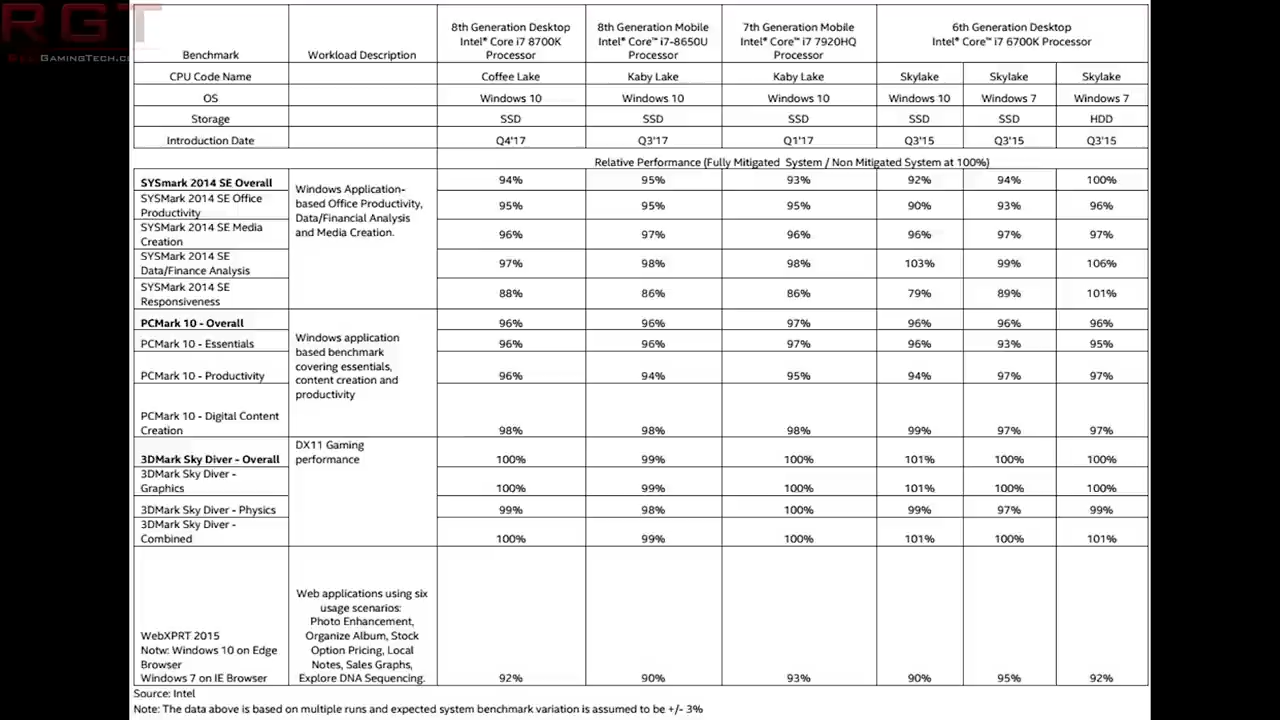 RGT
REDGAMINGTECH.CO
8th Generation Desktop Intel® Core i7 8700K Processor
8th Generation Mobile Intel® Core™ i7-8650U Processor
7th Generation Mobile Intel® Core™ i7 7920HQ Processor
6th Generation Desktop Intel® Core™ i7 6700K Processor
Benchmark Workload Description
CPU Code Name Coffee Lake Kaby Lake Kaby Lake Skylake Skylake Skylake
OS Windows 10 Windows 10 Windows 10 Windows 10 Windows 7 Windows 7
Storage SSD SSD SSD SSD SSD HDD
Introduction Date Q4'17 Q3'17 Q1'17 Q3'15 Q3'15 Q3'15
Relative Performance (Fully Mitigated System / Non Mitigated System at 100%)
SYSmark 2014 SE Overall 94% 95% 93% 92% 94% 100%
Windows Application-
based Office Productivity,
Data/Financial Analysis
and Media Creation.
SYSMark 2014 SE Office
Productivity 95% 95% 95% 90% 93% 96%
SYSMark 2014 SE Media
Creation 96% 97% 96% 96% 97% 97%
SYSMark 2014 SE
Data/Finance Analysis 97% 98% 98% 103% 99% 106%
SYSMark 2014 SE
Responsiveness 88% 86% 86% 79% 89% 101%
PCMark 10 - Overall 96% 96% 97% 96% 96% 96%
Windows application
based benchmark
covering essentials,
content creation and
productivity
PCMark 10 - Essentials 96% 96% 97% 96% 93% 95%
PCMark 10 - Productivity 96% 94% 95% 94% 97% 97%
PCMark 10 - Digital Content
Creation 98% 98% 98% 99% 97% 97%
DX11 Gaming
performance
3DMark Sky Diver - Overall 100% 99% 100% 101% 100% 100%
3DMark Sky Diver -
Graphics 100% 99% 100% 101% 100% 100%
3DMark Sky Diver - Physics 99% 98% 100% 99% 97% 99%
3DMark Sky Diver -
Combined 100% 99% 100% 101% 100% 101%
Web applications using six
usage scenarios:
Photo Enhancement,
Organize Album, Stock
Option Pricing, Local
Notes, Sales Graphs,
Explore DNA Sequencing.
WebXPRT 2015
Notw: Windows 10 on Edge
Browser
Windows 7 on IE Browser 92% 90% 93% 90% 95% 92%
Source: Intel
Note: The data above is based on multiple runs and expected system benchmark variation is assumed to be +/- 3%